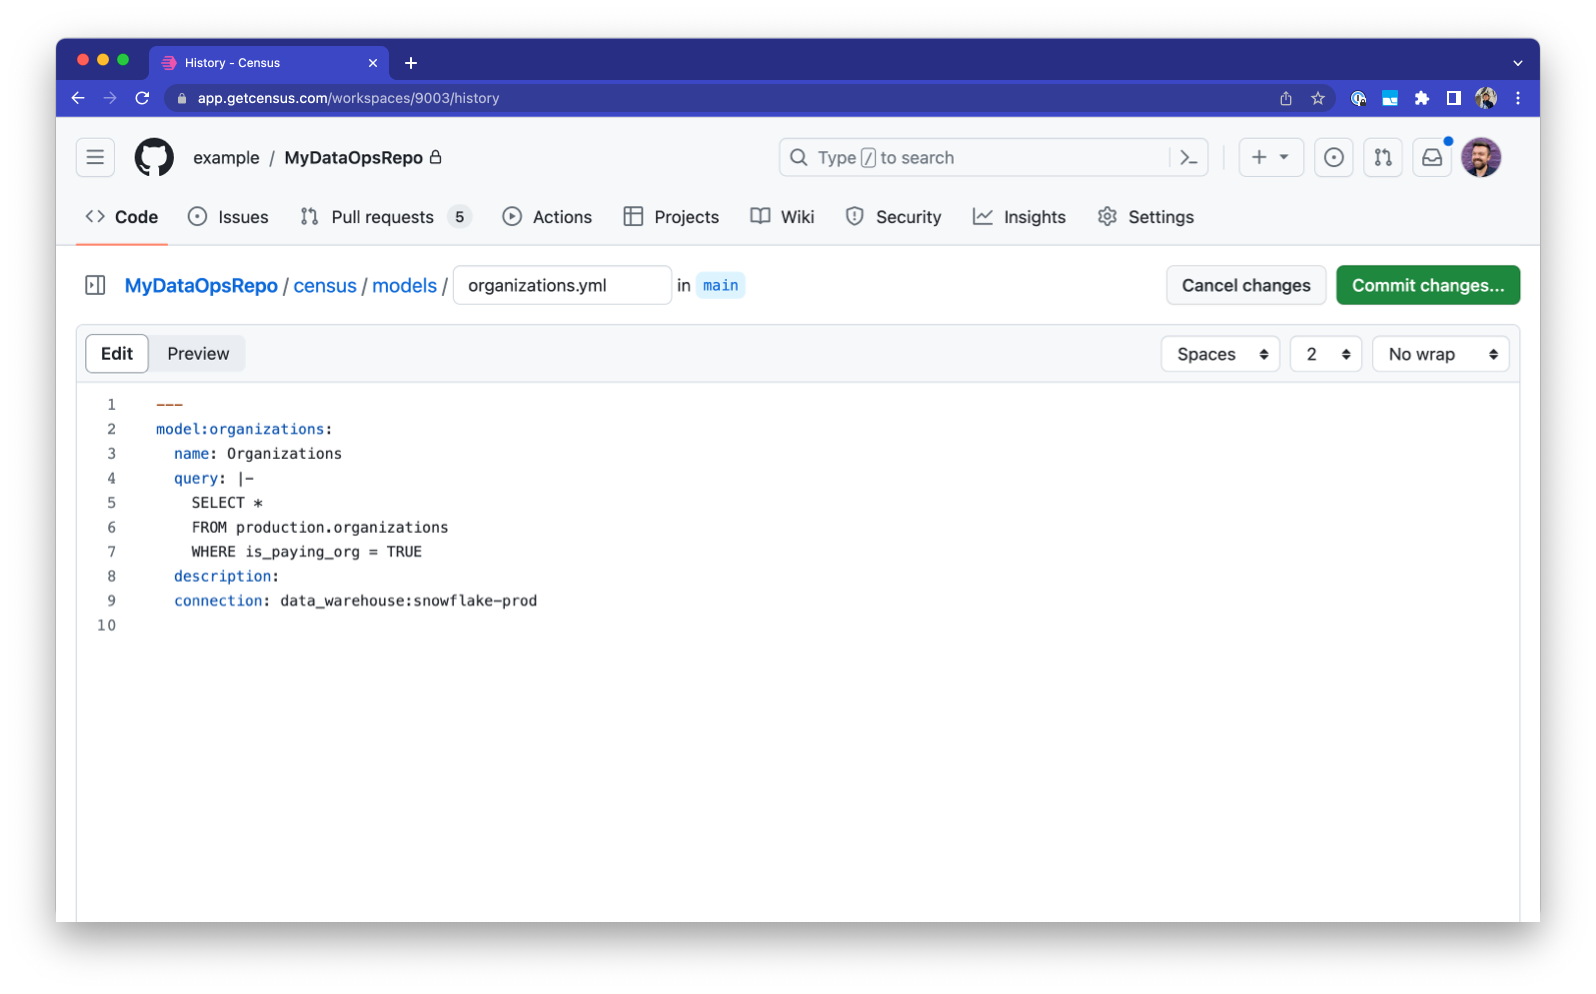 History - Census
app.getcensus.com/workspaces/9003/history
example / MyDataOpsRepo
Type / to search
Code Issues Pull requests 5 Actions Projects Wiki Security Insights Settings
MyDataOpsRepo / census / models / organizations.yml in main Cancel changes Commit changes...
Edit Preview Spaces 2 No wrap
1 ---
2 model:organizations:
3 name: Organizations
4 query: |-
5 SELECT *
6 FROM production.organizations
7 WHERE is_paying_org = TRUE
8 description:
9 connection: data_warehouse:snowflake-prod
10